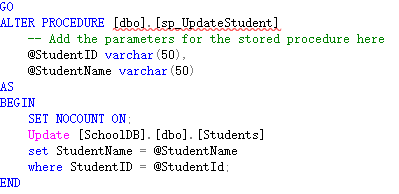 GO
ALTER PROCEDURE [dbo].[sp_UpdateStudent]
-- Add the parameters for the stored procedure here
@StudentID varchar(50),
@StudentName varchar(50)
AS
BEGIN
SET NOCOUNT ON;
Update [SchoolDB].[dbo].[Students]
set StudentName = @StudentName
where StudentID = @StudentId;
END